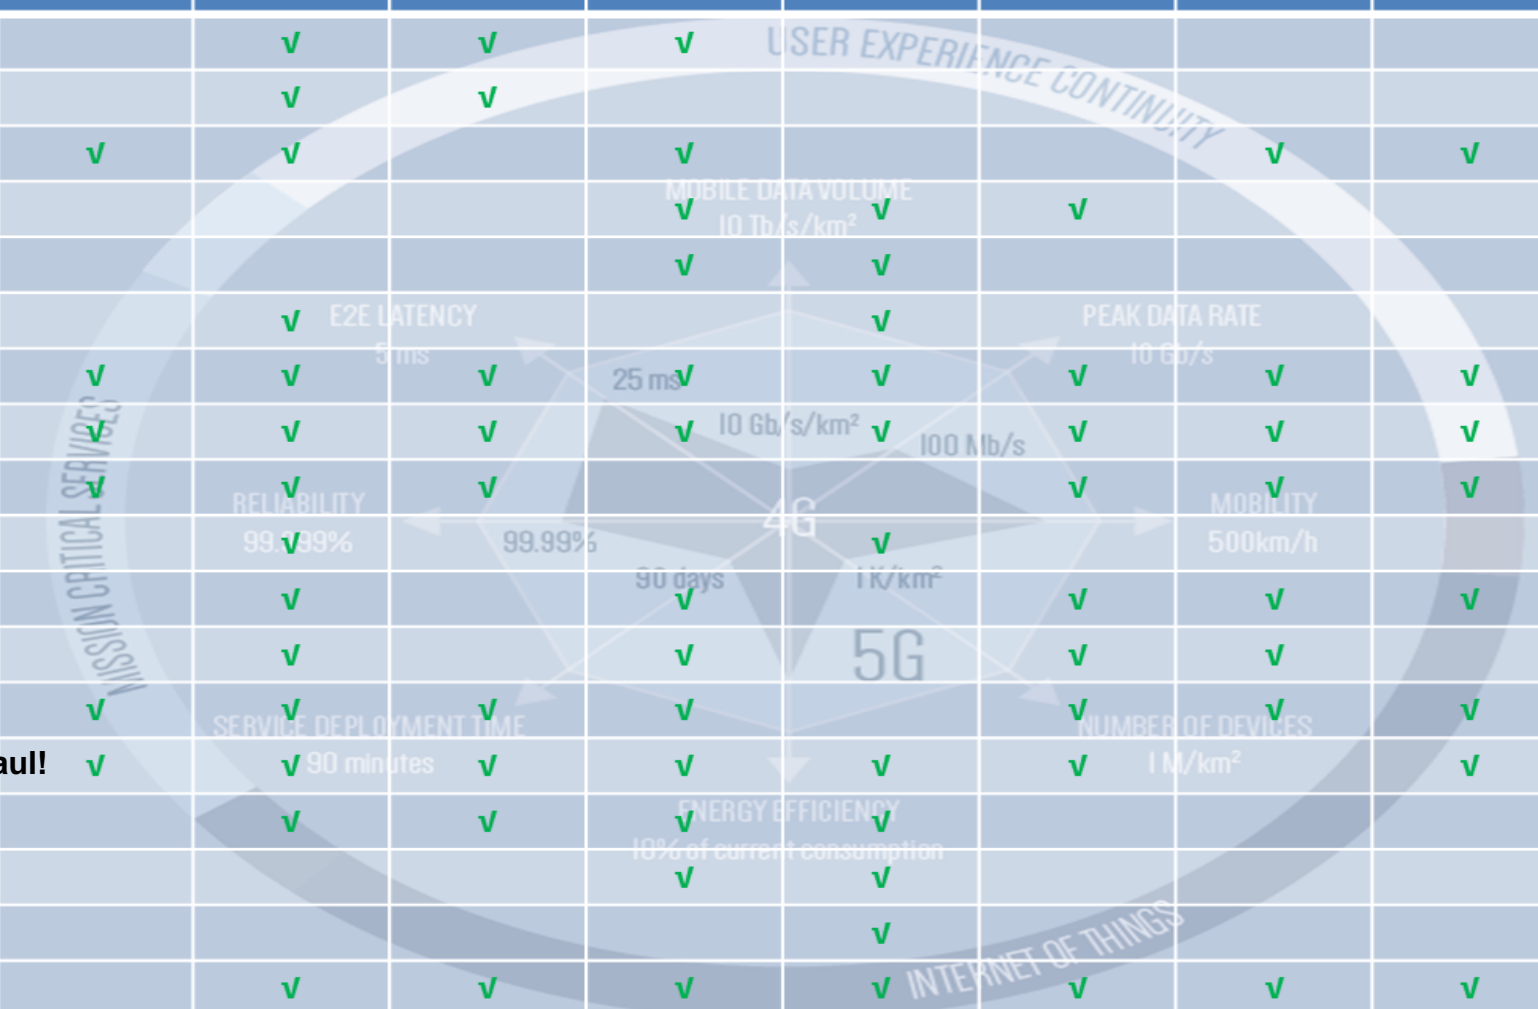 √ √ √ USER EXPERIENCE CONTINUITY
√ √
√ √ √ √ √
MOBILE DATA VOLUME
√ √ √
10 Tb/s/km²
√ √
E2E LATENCY PEAK DATA RATE
√ √
5 ms 10 Gb/s
√ √ √ 25 ms √ √ √ √ √
√ √ √ √ 10 Gb/s/km² √ √ √ √
100 Mb/s
MISSION CRITICAL SERVICES
√ √ √ √ √ √
RELIABILITY 4G MOBILITY
99.999% √ 99.99% √ 500km/h
90 days 1 K/km²
√ √ √ √ √
√ √ 5G √ √
√ √ √ √ √ √ √
SERVICE DEPLOYMENT TIME NUMBER OF DEVICES
aul! √ √ 90 minutes √ √ √ √ 1 M/km² √
ENERGY EFFICIENCY
√ √ √ √
10% of current consumption
√ √
√
INTERNET OF THINGS
√ √ √ √ √ √ √